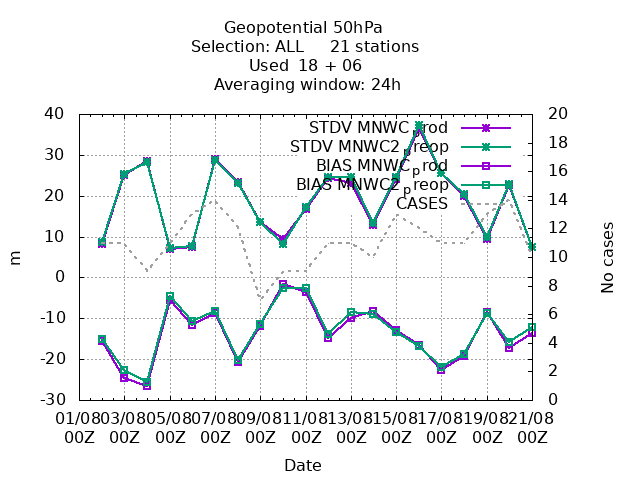 Geopotential 50hPa
Selection: ALL 21 stations
Used 18 + 06
Averaging window: 24h
40
30
20
10
0
-10
-20
-30
m
20
18
16
14
12
10
8
6
4
2
0
No cases
STDV MNWC_prod
STDV MNWC2_preop
BIAS MNWC_prod
BIAS MNWC2_preop
CASES
01/08 03/08 05/08 07/08 09/08 11/08 13/08 15/08 17/08 19/08 21/08
00Z 00Z 00Z 00Z 00Z 00Z 00Z 00Z 00Z 00Z 00Z
Date